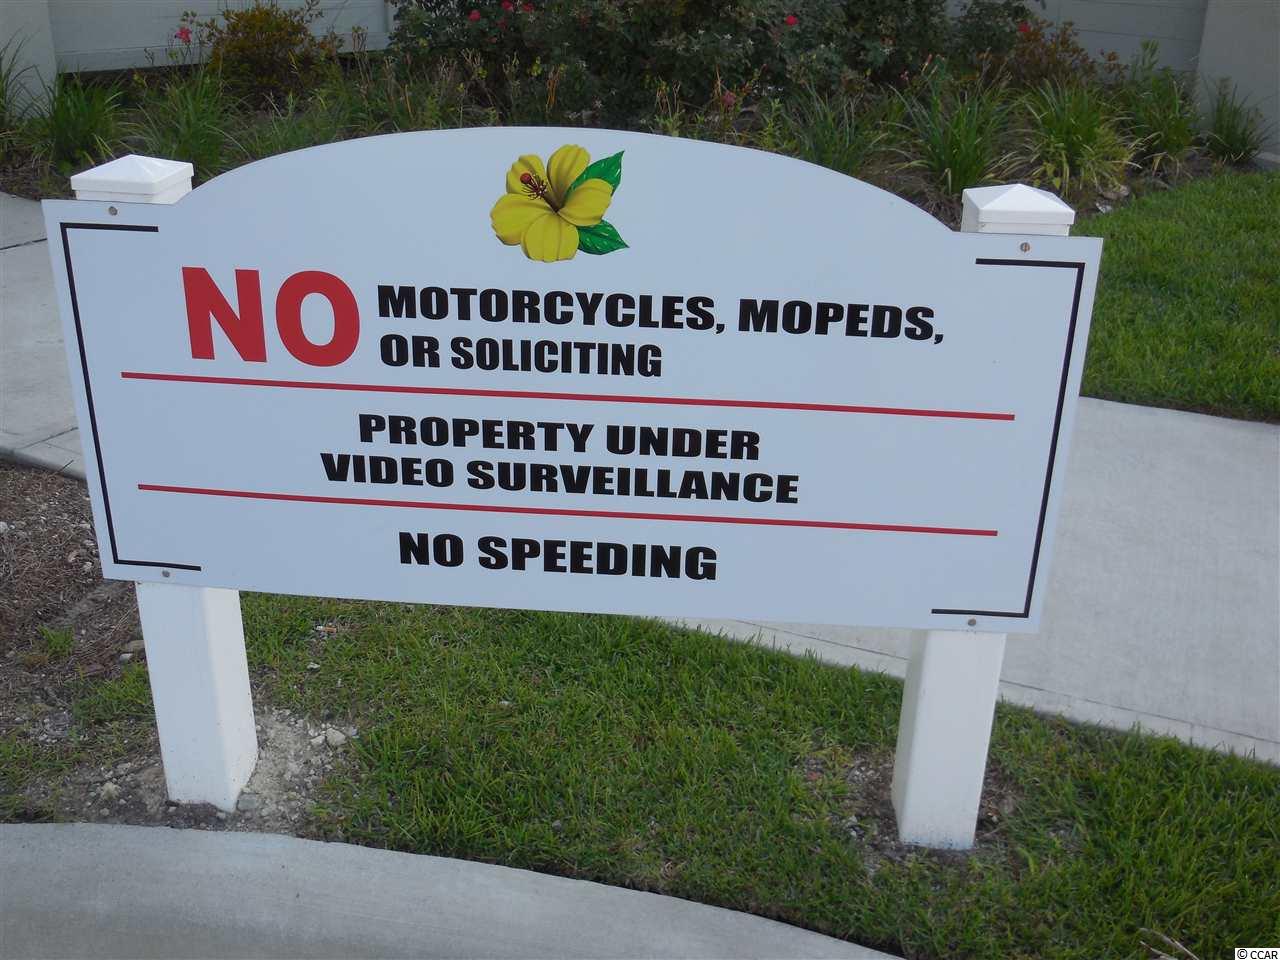 NO MOTORCYCLES, MOPEDS,
OR SOLICITING
PROPERTY UNDER
VIDEO SURVEILLANCE
NO SPEEDING
© CCAR